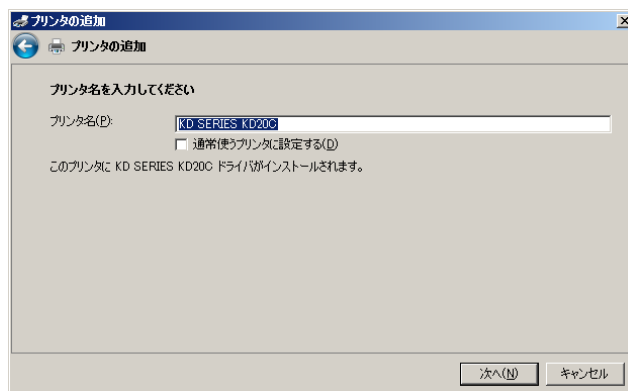 プリンタの追加
プリンタの追加
プリンタ名を入力してください
プリンタ名(P): KD SERIES KD20C
通常使うプリンタに設定する(D)
このプリンタに KD SERIES KD20C ドライバがインストールされます。
次へ(N) キャンセル